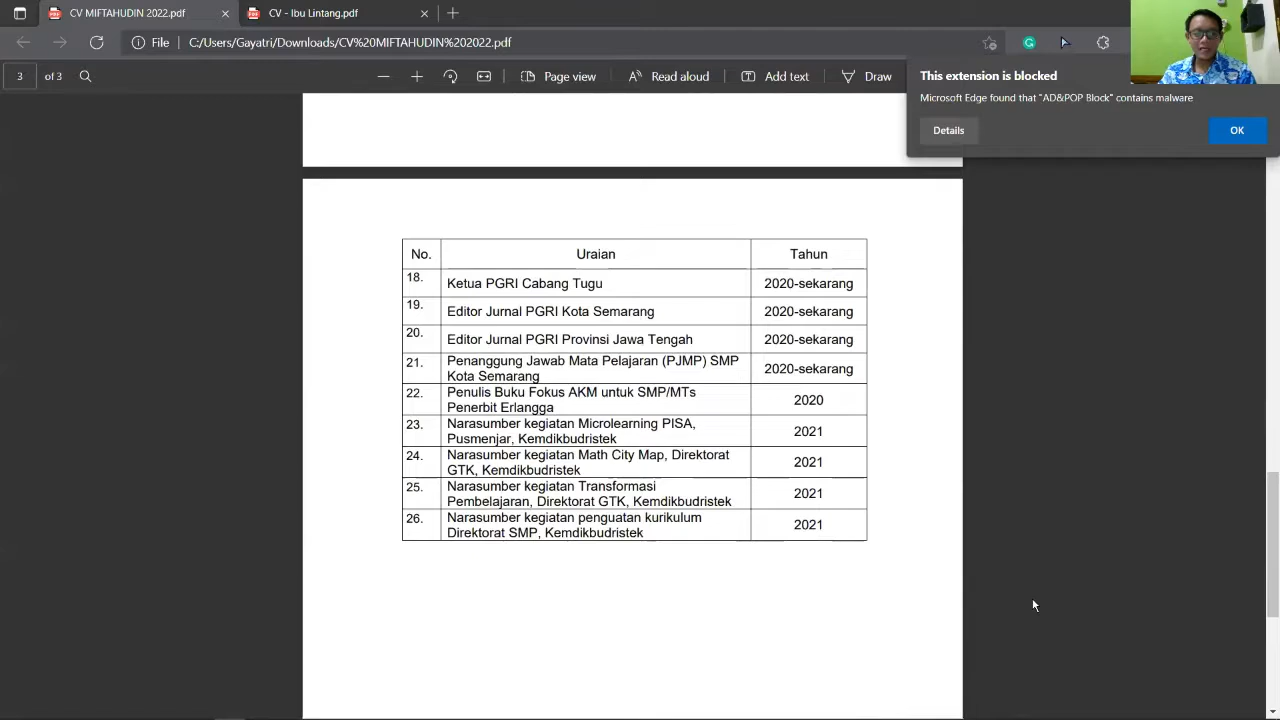 CV MIFTAHUDIN 2022.pdf
CV - Ibu Lintang.pdf
File
C:/Users/Gayatri/Downloads/CV%20MIFTAHUDIN%202022.pdf
3 of 3
Page view
Read aloud
Add text
Draw
This extension is blocked
Microsoft Edge found that "AD&POP Block" contains malware
Details
OK
No. Uraian Tahun
18. Ketua PGRI Cabang Tugu 2020-sekarang
19. Editor Jurnal PGRI Kota Semarang 2020-sekarang
20. Editor Jurnal PGRI Provinsi Jawa Tengah 2020-sekarang
21. Penanggung Jawab Mata Pelajaran (PJMP) SMP
Kota Semarang 2020-sekarang
22. Penulis Buku Fokus AKM untuk SMP/MTs
Penerbit Erlangga 2020
23. Narasumber kegiatan Microlearning PISA,
Pusmenjar, Kemdikbudristek 2021
24. Narasumber kegiatan Math City Map, Direktorat
GTK, Kemdikbudristek 2021
25. Narasumber kegiatan Transformasi
Pembelajaran, Direktorat GTK, Kemdikbudristek 2021
26. Narasumber kegiatan penguatan kurikulum
Direktorat SMP, Kemdikbudristek 2021